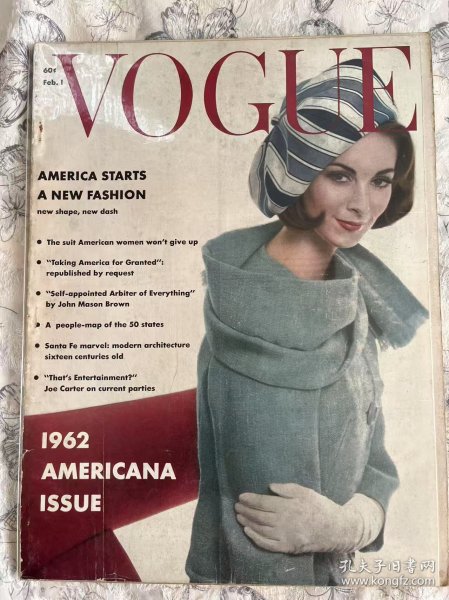 VOGUE
60¢
Feb. 1
AMERICA STARTS
A NEW FASHION
new shape, new dash
• The suit American women won't give up
• "Taking America for Granted":
republished by request
• "Self-appointed Arbiter of Everything"
by John Mason Brown
• A people-map of the 50 states
• Santa Fe marvel: modern architecture
sixteen centuries old
• "That's Entertainment?"
Joe Carter on current parties
1962
AMERICANA
ISSUE
孔夫子旧书网
www.kongfz.com